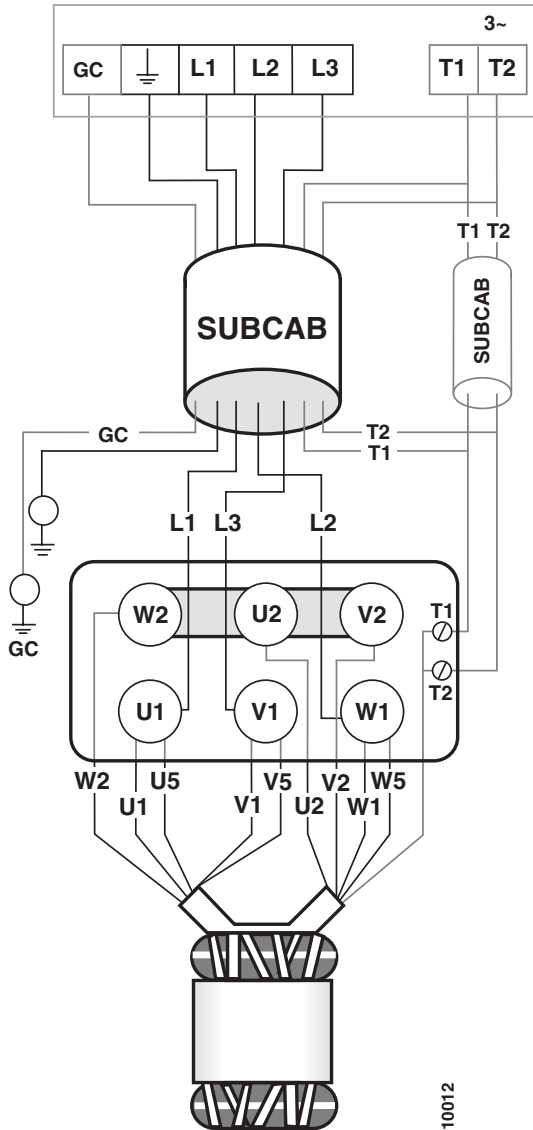 3~
GC L1 L2 L3 T1 T2
T1 T2
SUBCAB
SUBCAB
GC
T2
T1
L1 L3 L2
W2 U2 V2
T1
GC
T2
U1 V1 W1
W2 U5 V5 V2 W5
U1 V1 U2 W1
10012